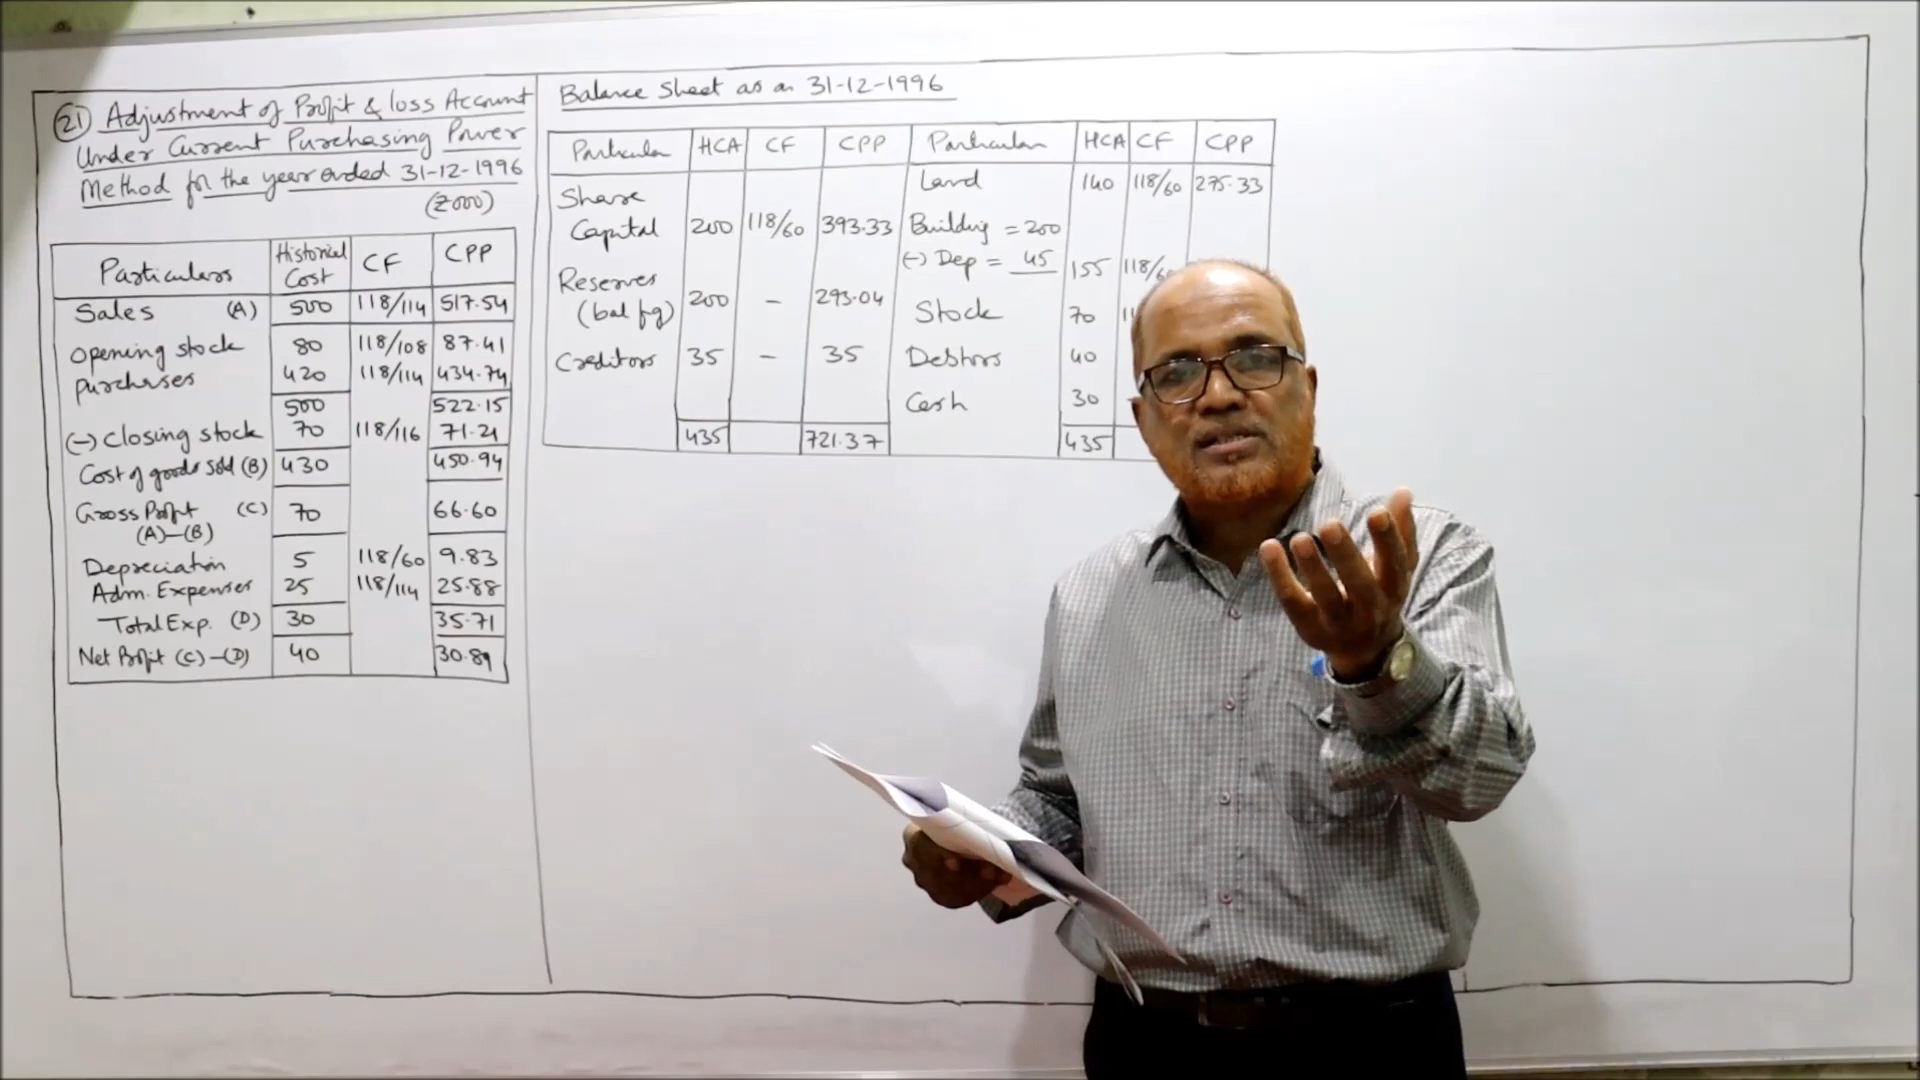 (21) Adjustment of Profit & loss Account
Under Current Purchasing Power
Method for the year ended 31-12-1996
(₹000)
Particulars Historical Cost CF CPP
Sales (A) 500 118/114 517.54
Opening stock 80 118/108 87.41
Purchases 420 118/114 434.74
500 522.15
(-) Closing stock 70 118/116 71.21
Cost of goods sold (B) 430 450.94
Gross Profit (C) 70 66.60
(A)-(B)
Depreciation 5 118/60 9.83
Adm. Expenses 25 118/114 25.88
Total Exp. (D) 30 35.71
Net Profit (C)-(D) 40 30.89
Balance Sheet as on 31-12-1996
Particular HCA CF CPP
Share
Capital 200 118/60 393.33
Reserves
(bal fig) 200 - 293.04
Creditors 35 - 35
435 721.37
Particulars HCA CF CPP
Land 140 118/60 275.33
Building = 200
(-) Dep = 45 155 118/6
Stock 70 11
Debtors 40
Cash 30
435